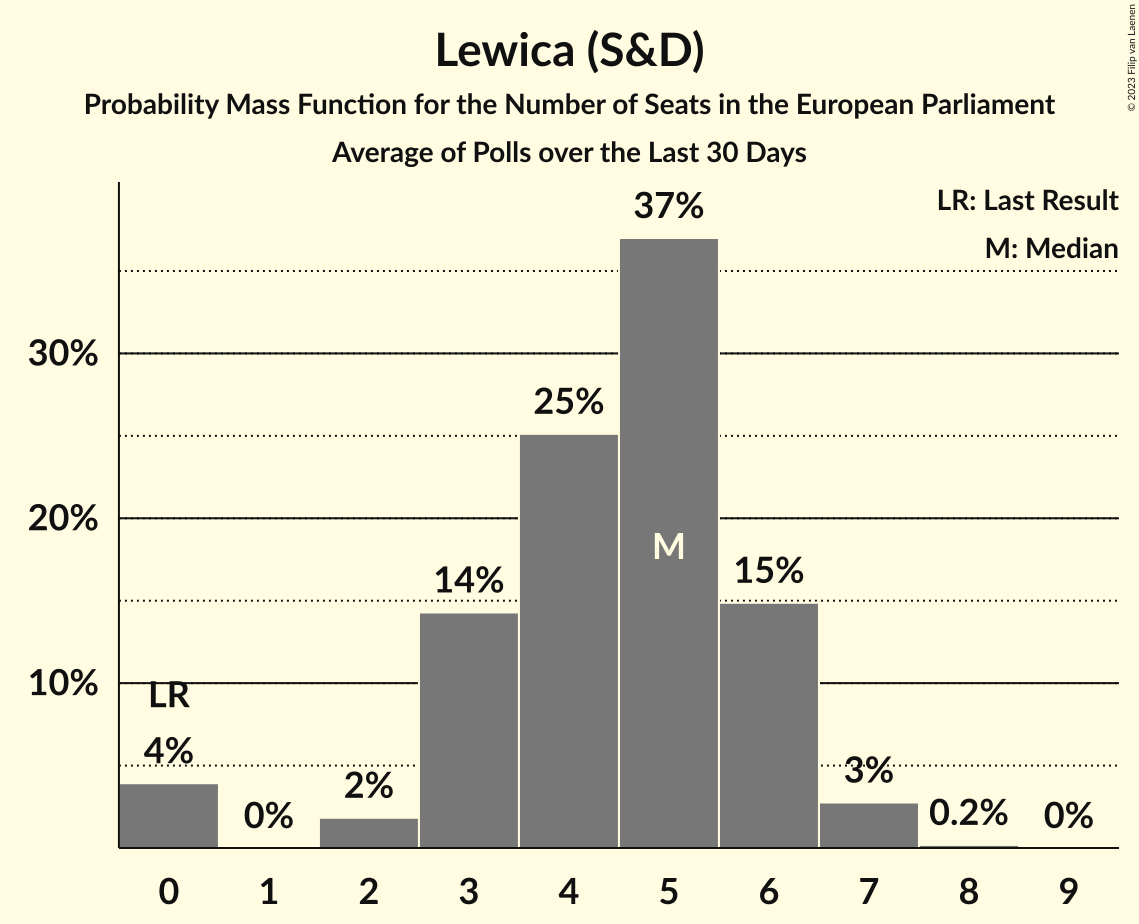 Lewica (S&D)
Probability Mass Function for the Number of Seats in the European Parliament
Average of Polls over the Last 30 Days
© 2023 Filip van Laenen
LR: Last Result
M: Median
37%
30%
25%
20%
M
15%
14%
10%
LR
4%
3%
2%
0%
0.2%
0%
0 1 2 3 4 5 6 7 8 9